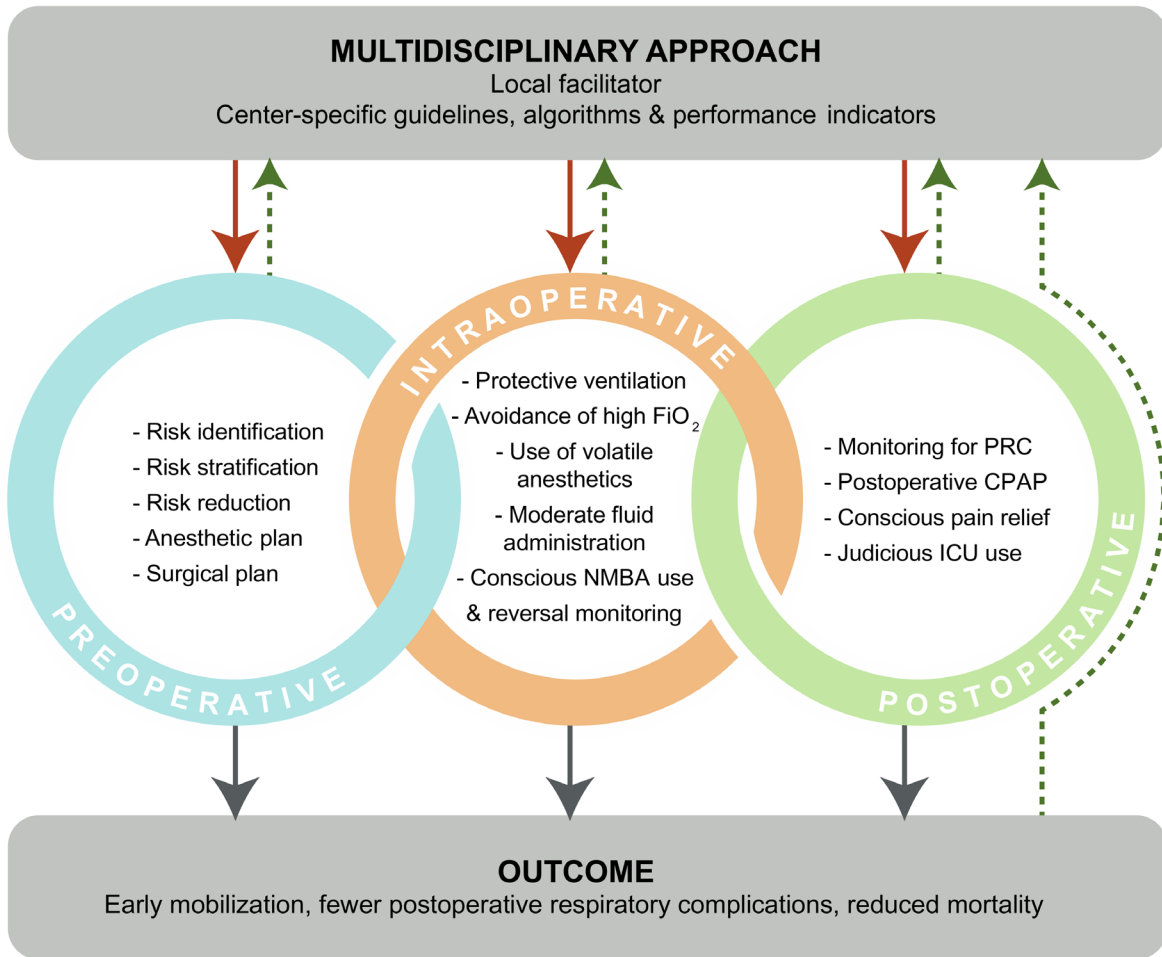 MULTIDISCIPLINARY APPROACH
Local facilitator
Center-specific guidelines, algorithms & performance indicators
PREOPERATIVE
- Risk identification
- Risk stratification
- Risk reduction
- Anesthetic plan
- Surgical plan
INTRAOPERATIVE
- Protective ventilation
- Avoidance of high FiO₂
- Use of volatile
anesthetics
- Moderate fluid
administration
- Conscious NMBA use
& reversal monitoring
POSTOPERATIVE
- Monitoring for PRC
- Postoperative CPAP
- Conscious pain relief
- Judicious ICU use
OUTCOME
Early mobilization, fewer postoperative respiratory complications, reduced mortality